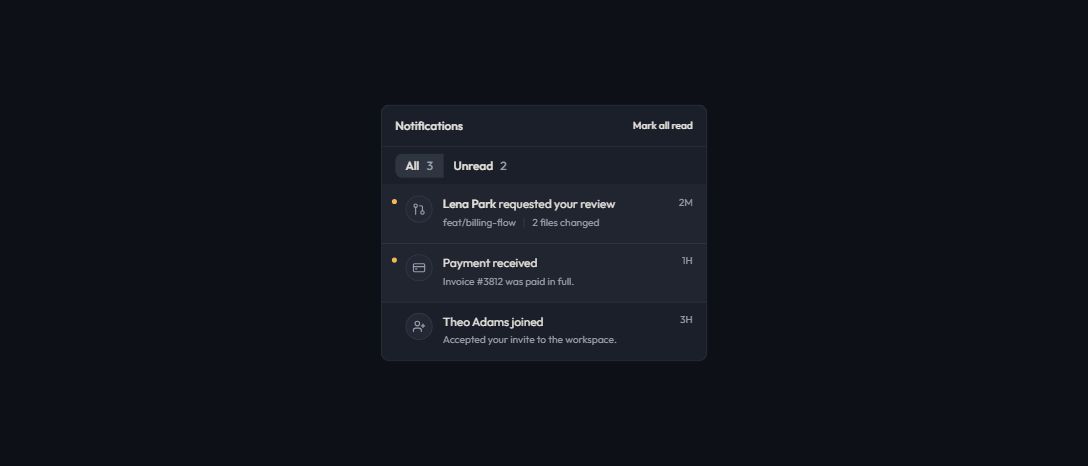 Notifications Mark all read
All 3 Unread 2
Lena Park requested your review 2M
feat/billing-flow | 2 files changed
Payment received 1H
Invoice #3812 was paid in full.
Theo Adams joined 3H
Accepted your invite to the workspace.